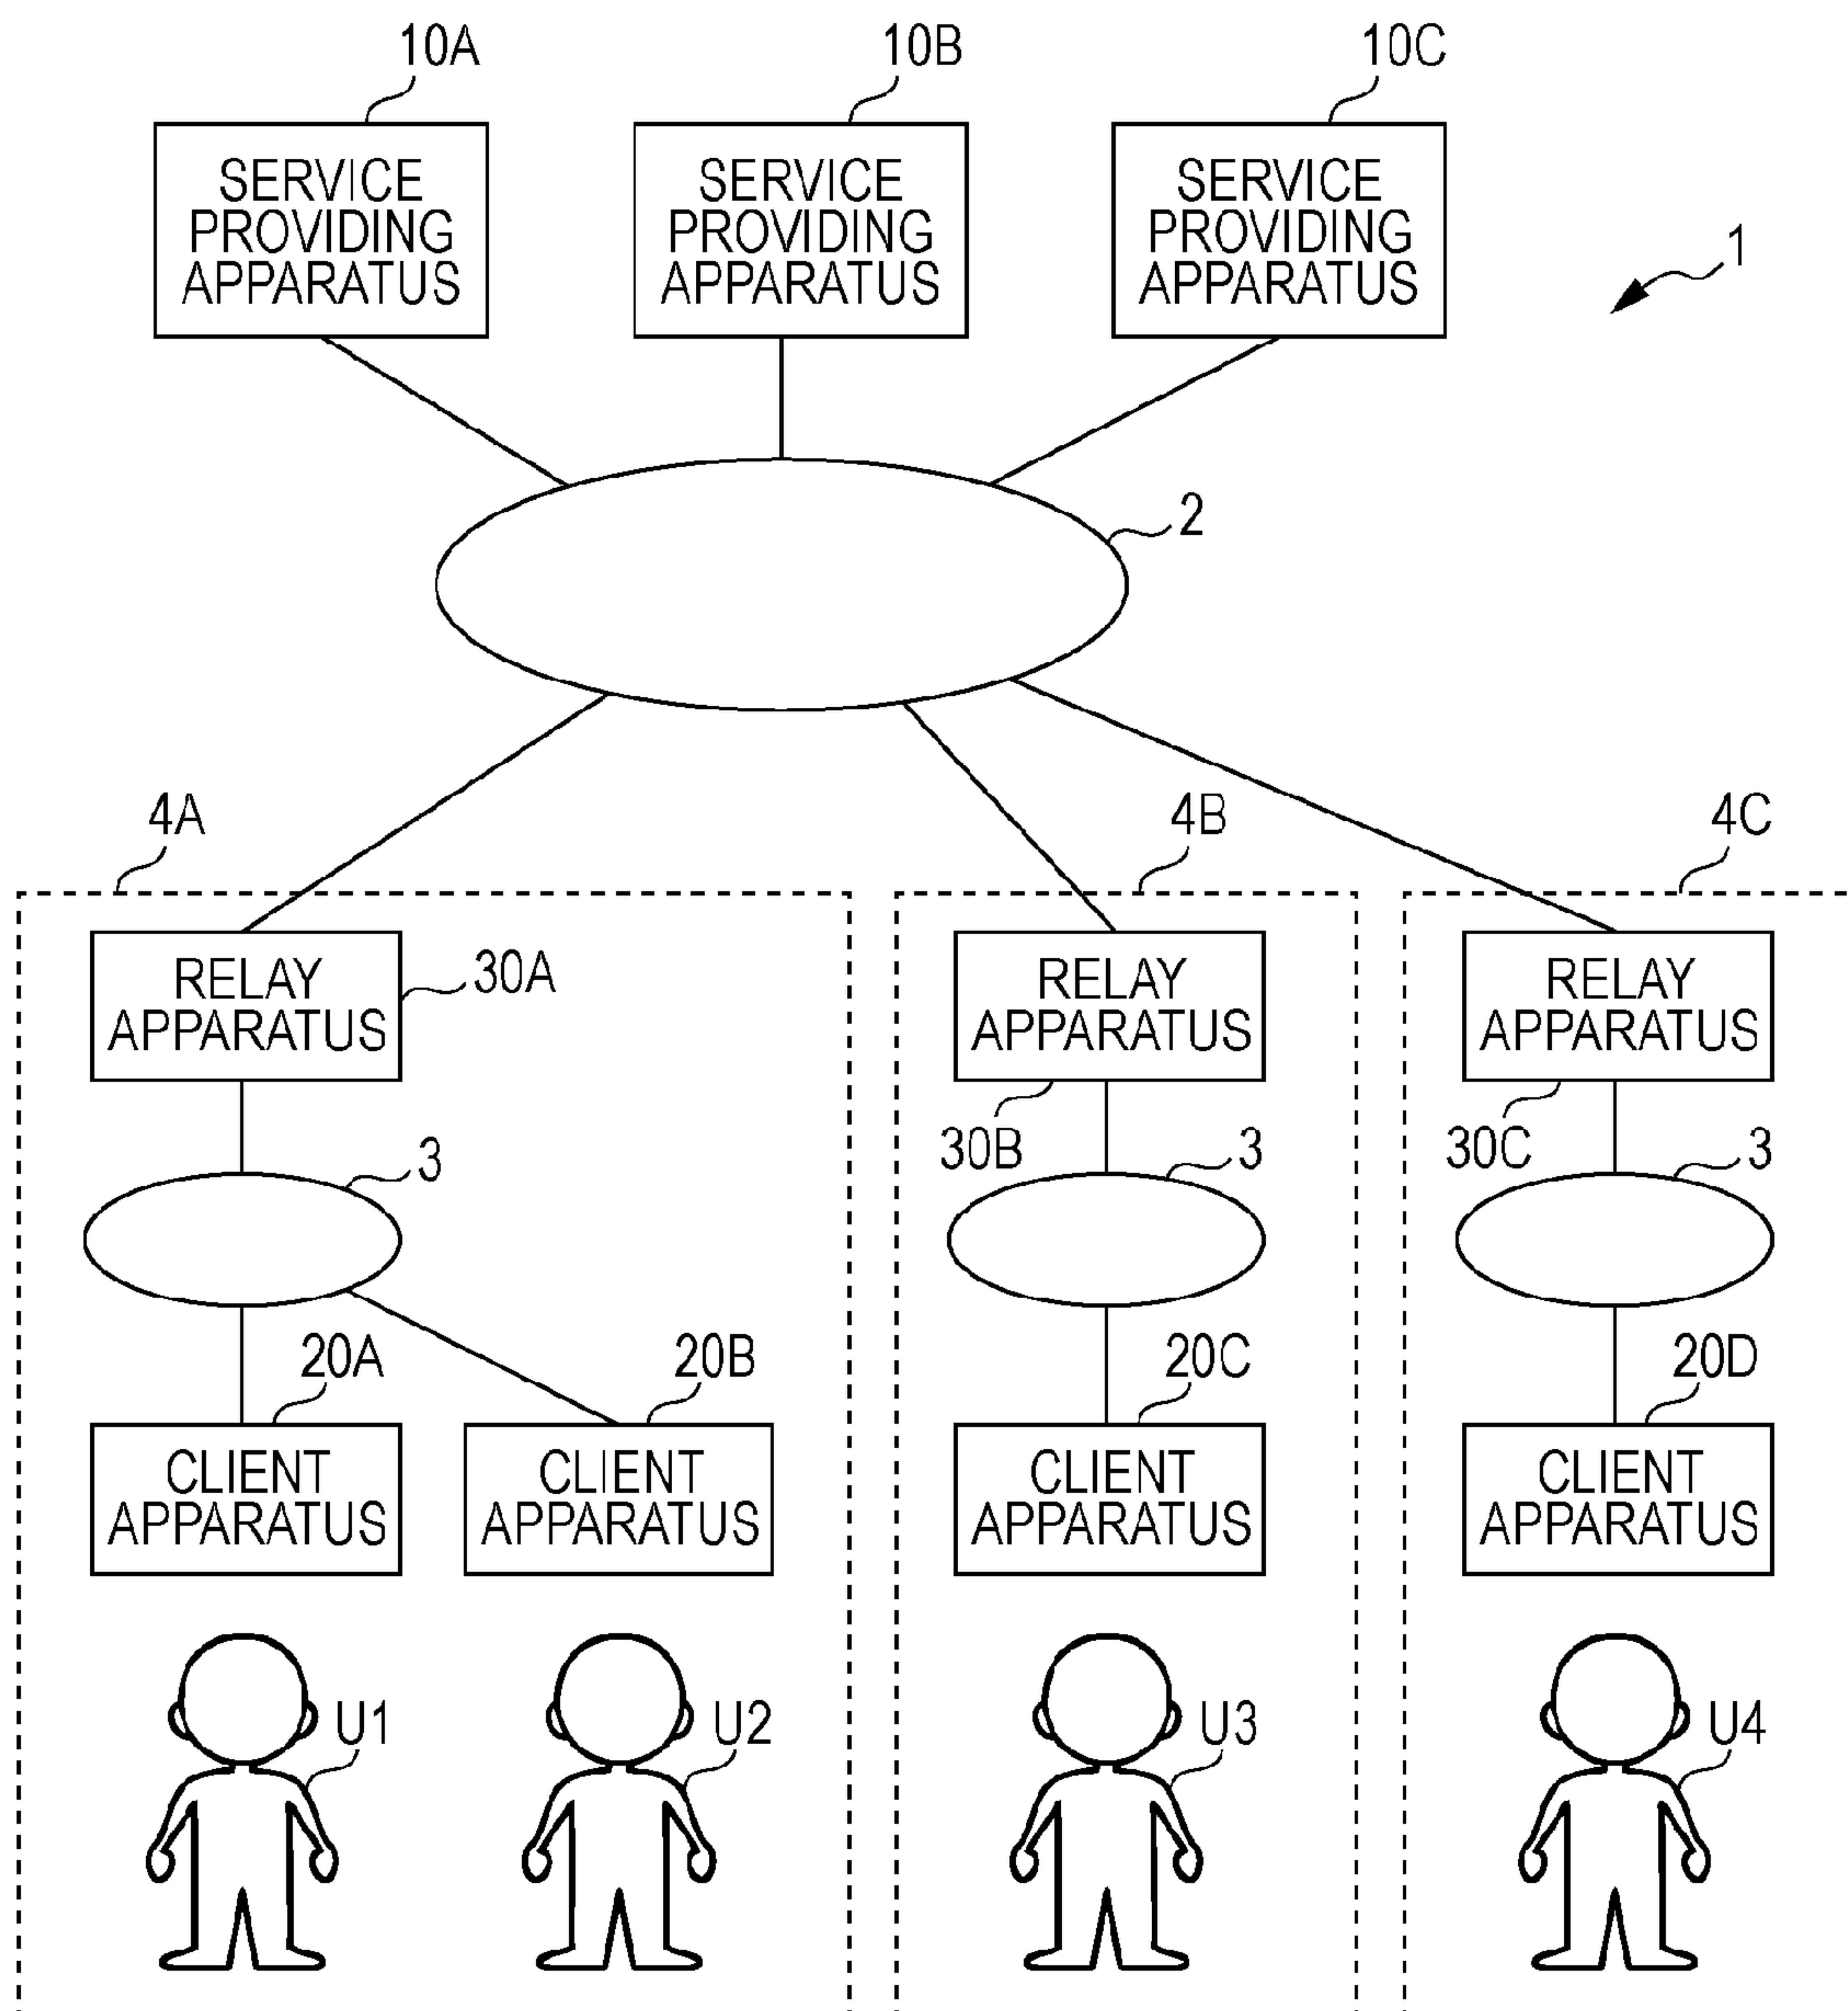 10A
10B
10C
SERVICE
PROVIDING
APPARATUS
SERVICE
PROVIDING
APPARATUS
SERVICE
PROVIDING
APPARATUS
1
2
4A
4B
4C
RELAY
APPARATUS
30A
RELAY
APPARATUS
30B
RELAY
APPARATUS
30C
3
3
3
20A
20B
20C
20D
CLIENT
APPARATUS
CLIENT
APPARATUS
CLIENT
APPARATUS
CLIENT
APPARATUS
U1
U2
U3
U4